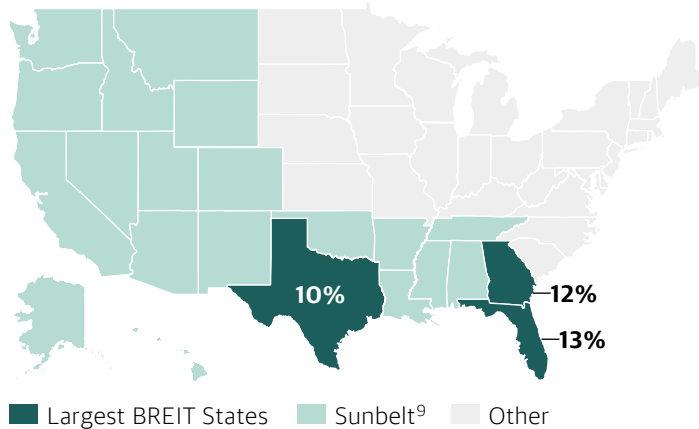 10%
12%
13%
Largest BREIT States
Sunbelt⁹
Other